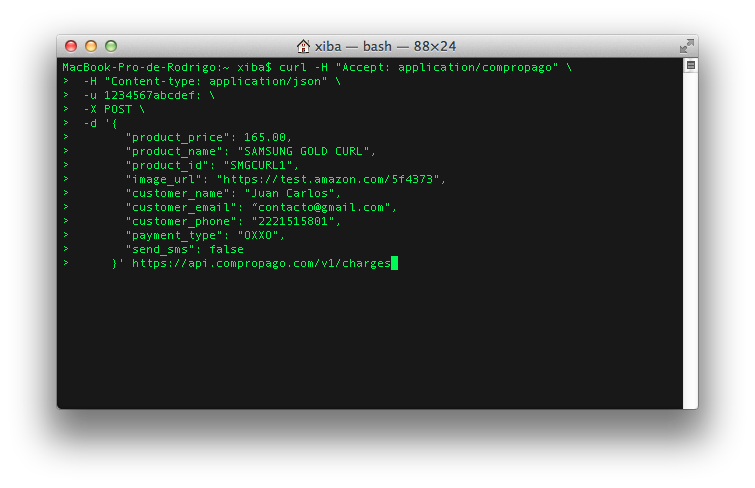 xiba — bash — 88×24
MacBook-Pro-de-Rodrigo:~ xiba$ curl -H "Accept: application/compropago" \
>  -H "Content-type: application/json" \
>  -u 1234567abcdef: \
>  -X POST \
>  -d '{
>        "product_price": 165.00,
>        "product_name": "SAMSUNG GOLD CURL",
>        "product_id": "SMGCURL1",
>        "image_url": "https://test.amazon.com/5f4373",
>        "customer_name": "Juan Carlos",
>        "customer_email": “contacto@gmail.com",
>        "customer_phone": "2221515801",
>        "payment_type": "OXXO",
>        "send_sms": false
>      }' https://api.compropago.com/v1/charges